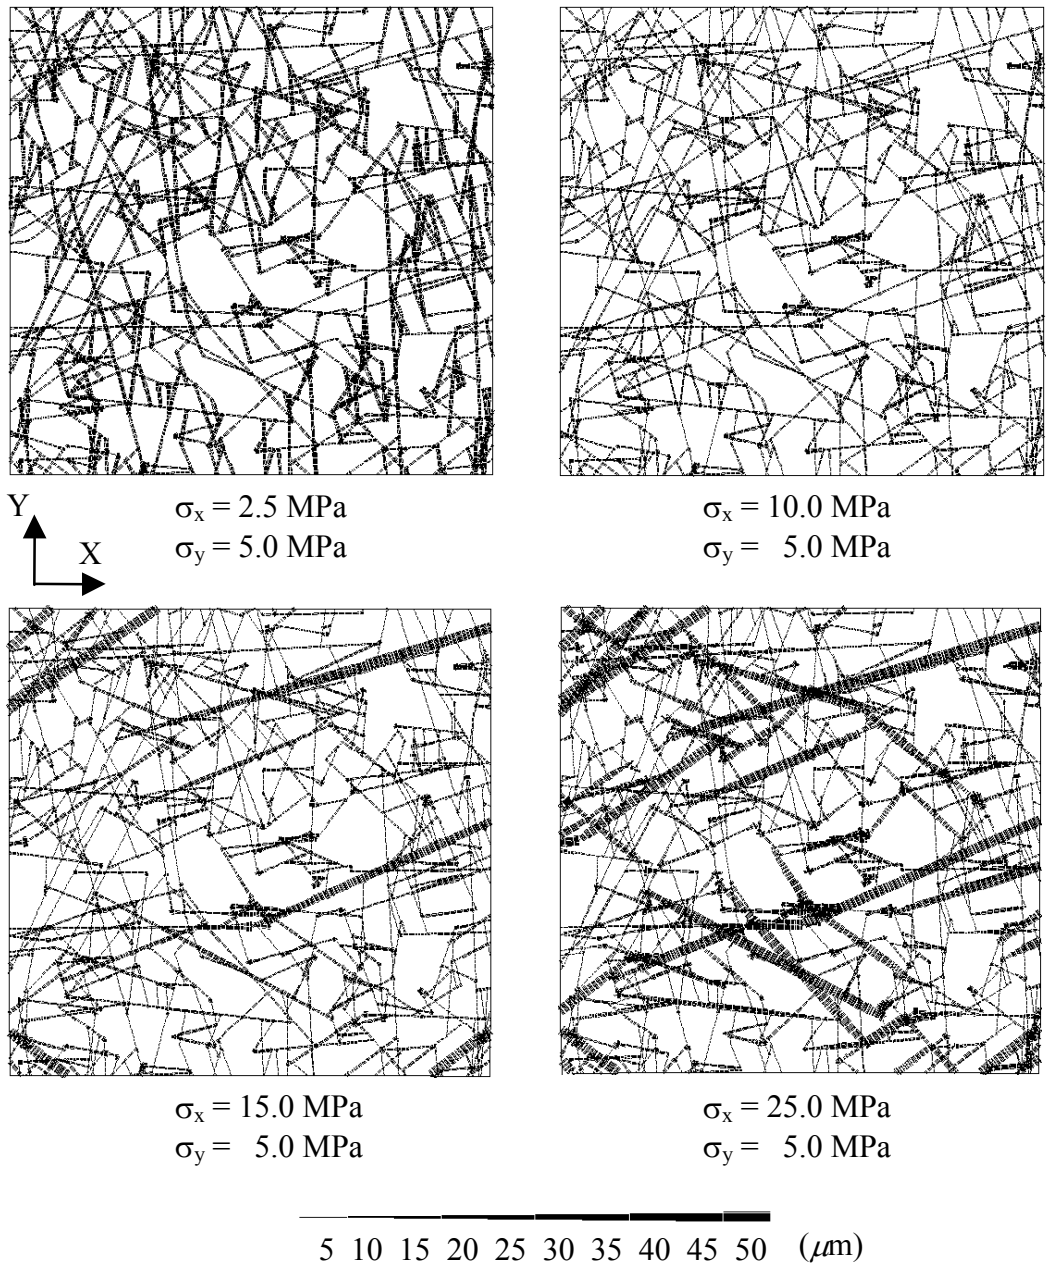 σx = 2.5 MPa
σy = 5.0 MPa
σx = 10.0 MPa
σy = 5.0 MPa
Y
X
σx = 15.0 MPa
σy = 5.0 MPa
σx = 25.0 MPa
σy = 5.0 MPa
5 10 15 20 25 30 35 40 45 50 (μm)